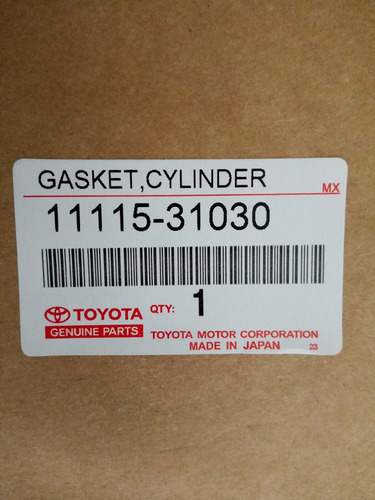 GASKET,CYLINDER
MX
11115-31030
TOYOTA QTY: 1
GENUINE PARTS TOYOTA MOTOR CORPORATION
MADE IN JAPAN 23